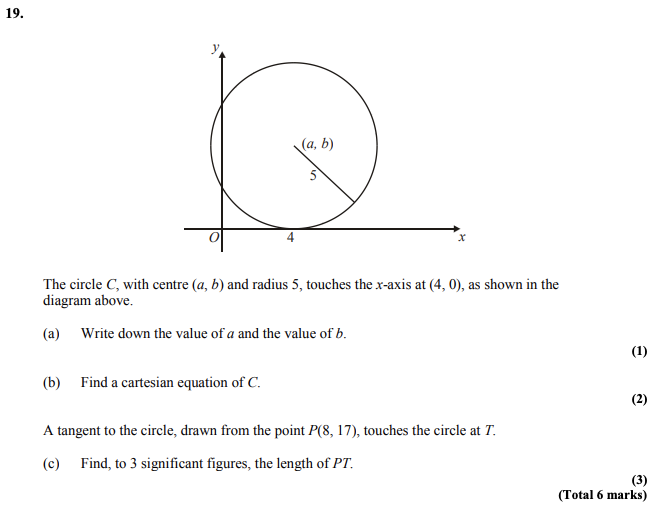 19.
y
(a, b)
5
O
4
x
The circle C, with centre (a, b) and radius 5, touches the x-axis at (4, 0), as shown in the
diagram above.
(a) Write down the value of a and the value of b.
(1)
(b) Find a cartesian equation of C.
(2)
A tangent to the circle, drawn from the point P(8, 17), touches the circle at T.
(c) Find, to 3 significant figures, the length of PT.
(3)
(Total 6 marks)